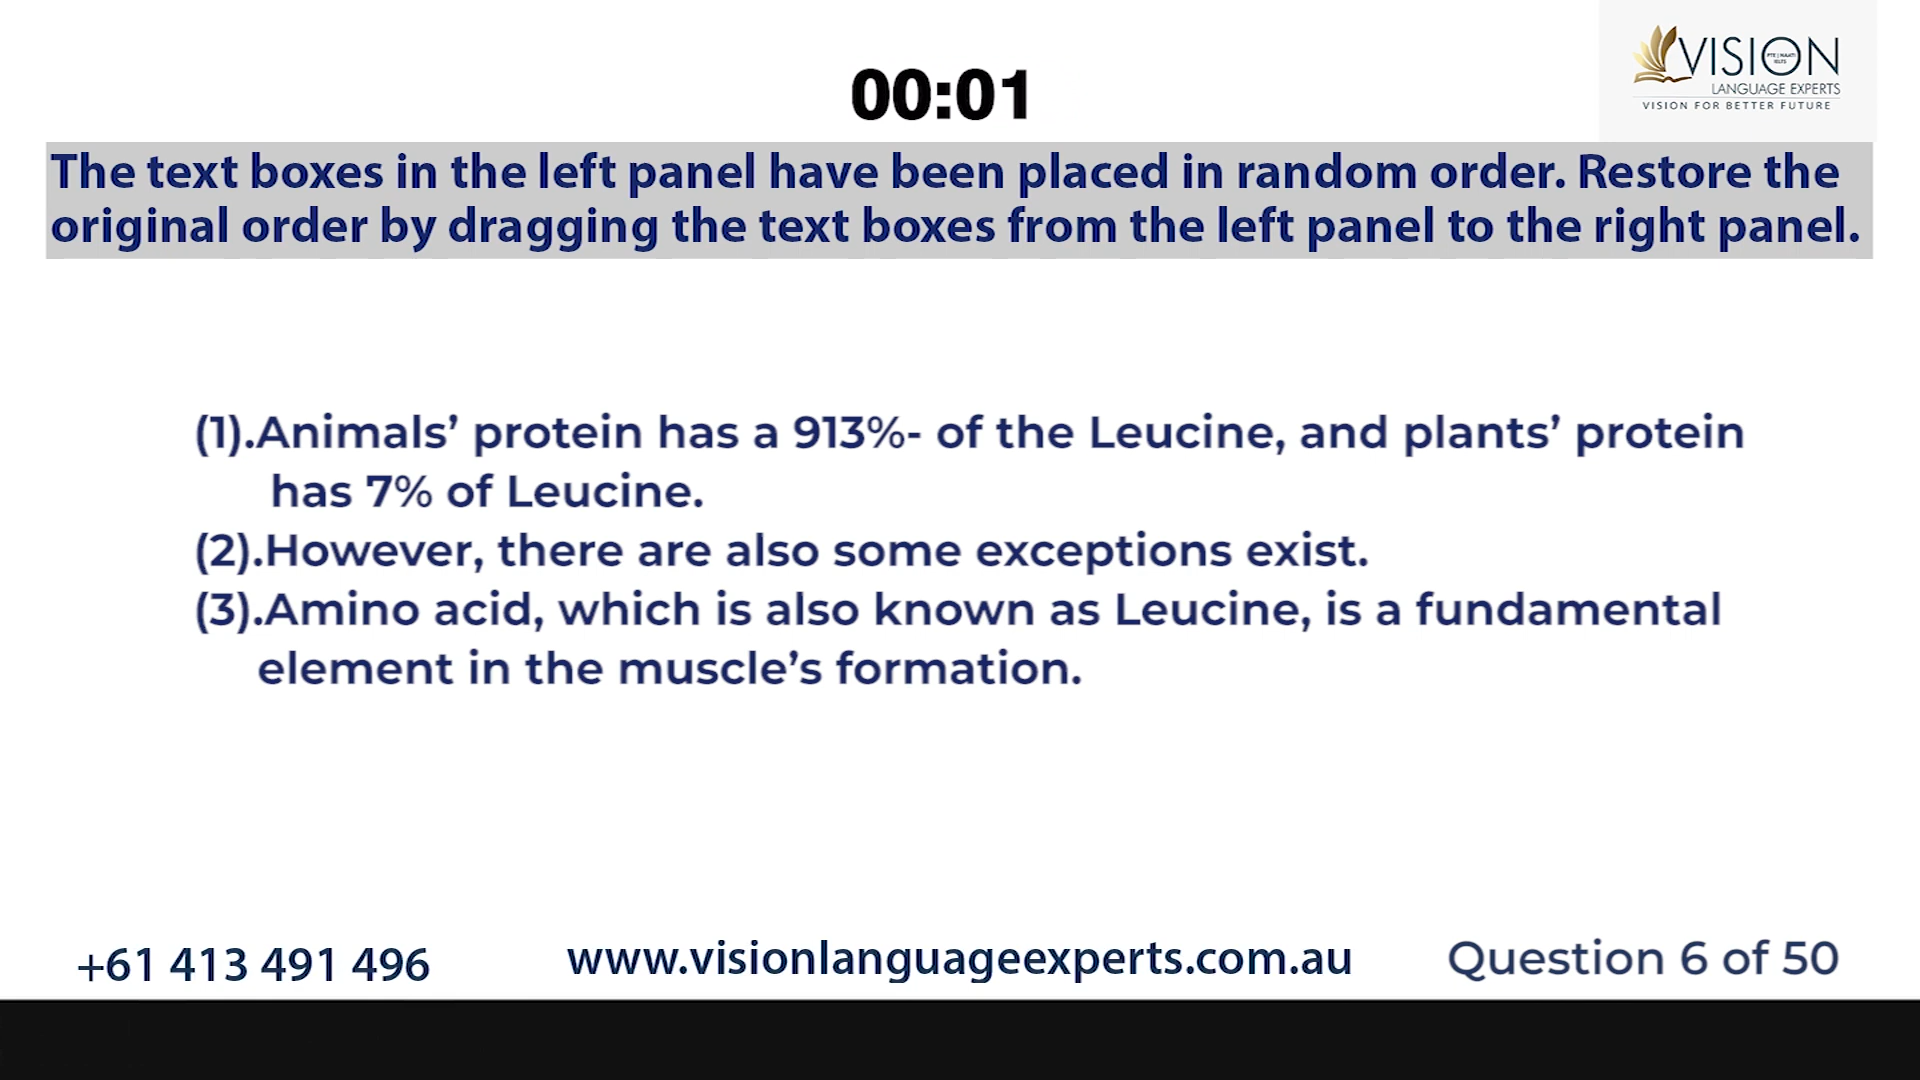 00:01
VISION
PTE | NAATI
IELTS
LANGUAGE EXPERTS
VISION FOR BETTER FUTURE
The text boxes in the left panel have been placed in random order. Restore the
original order by dragging the text boxes from the left panel to the right panel.
(1).Animals’ protein has a 913%- of the Leucine, and plants’ protein
has 7% of Leucine.
(2).However, there are also some exceptions exist.
(3).Amino acid, which is also known as Leucine, is a fundamental
element in the muscle’s formation.
+61 413 491 496
www.visionlanguageexperts.com.au
Question 6 of 50